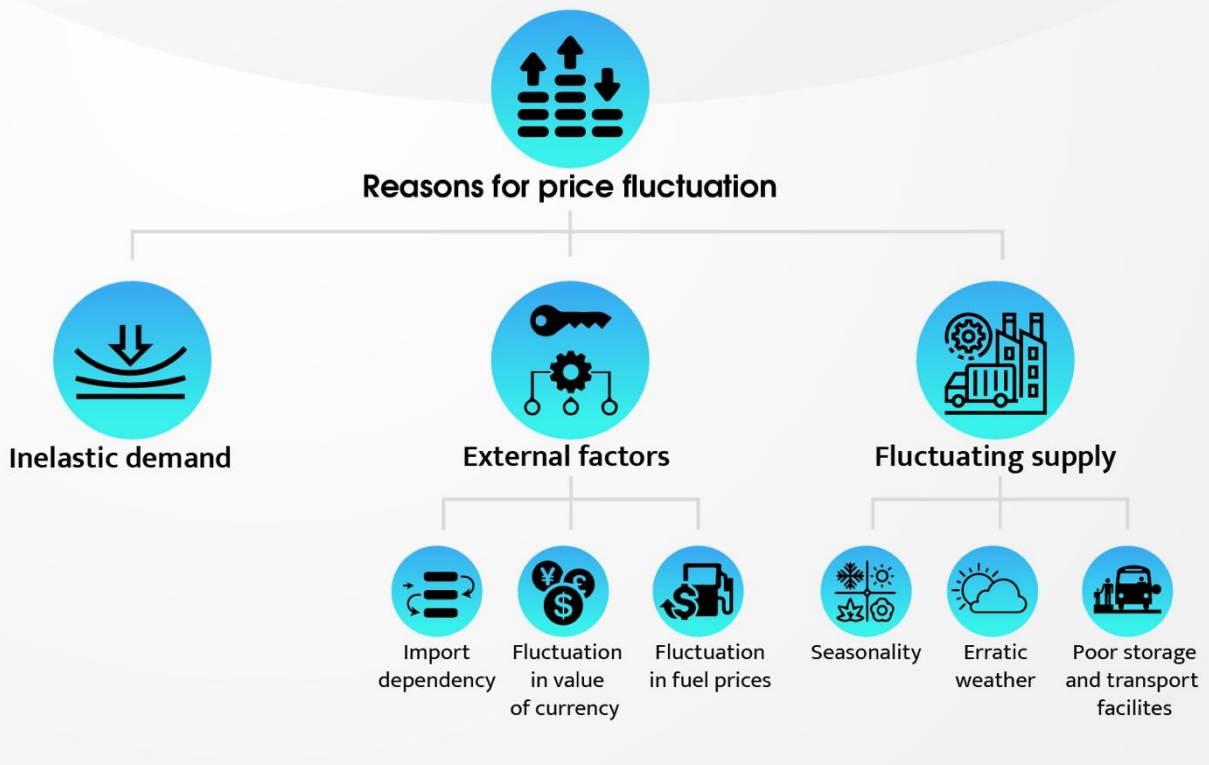 Reasons for price fluctuation
Inelastic demand
External factors
Fluctuating supply
Import
dependency
Fluctuation
in value
of currency
Fluctuation
in fuel prices
Seasonality
Erratic
weather
Poor storage
and transport
facilites